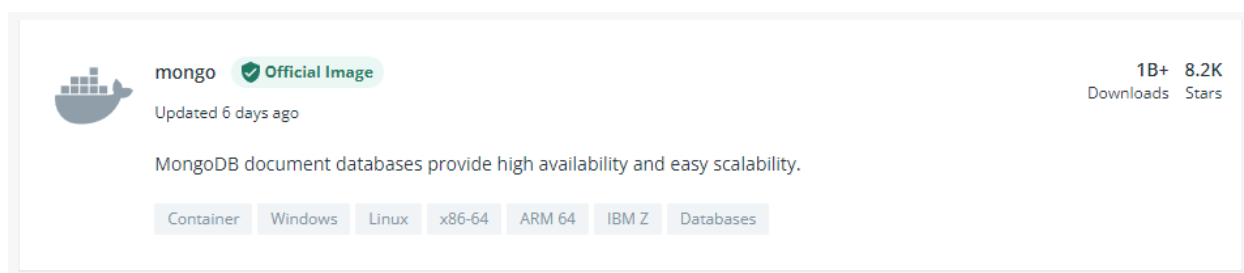 mongo Official Image 1B+ 8.2K
Updated 6 days ago Downloads Stars
MongoDB document databases provide high availability and easy scalability.
Container Windows Linux x86-64 ARM 64 IBM Z Databases